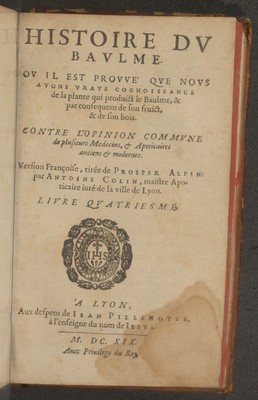 HISTOIRE DV
BAVLME.
OV IL EST PROVVE' QVE NOVS
AVONS VRAYE COGNOISSANCE
de la plante qui produict le Baulme, &
par consequent de son fruict,
& de son bois.
CONTRE L'OPINION COMMVNE
de plusieurs Medecins, & Apoticaires
anciens & modernes.
Version Françoise, tirée de PROSPER ALPIN:
par ANTOINE COLIN, maistre Apo-
ticaire iuré de la ville de Lyon.
LIVRE QVATRIESME.
IHS
A LYON,
Aux despens de IEAN PILLEHOTTE,
à l'enseigne du nom de IESVS.
M. DC. XIX.
Auec Priuilege du Roy.